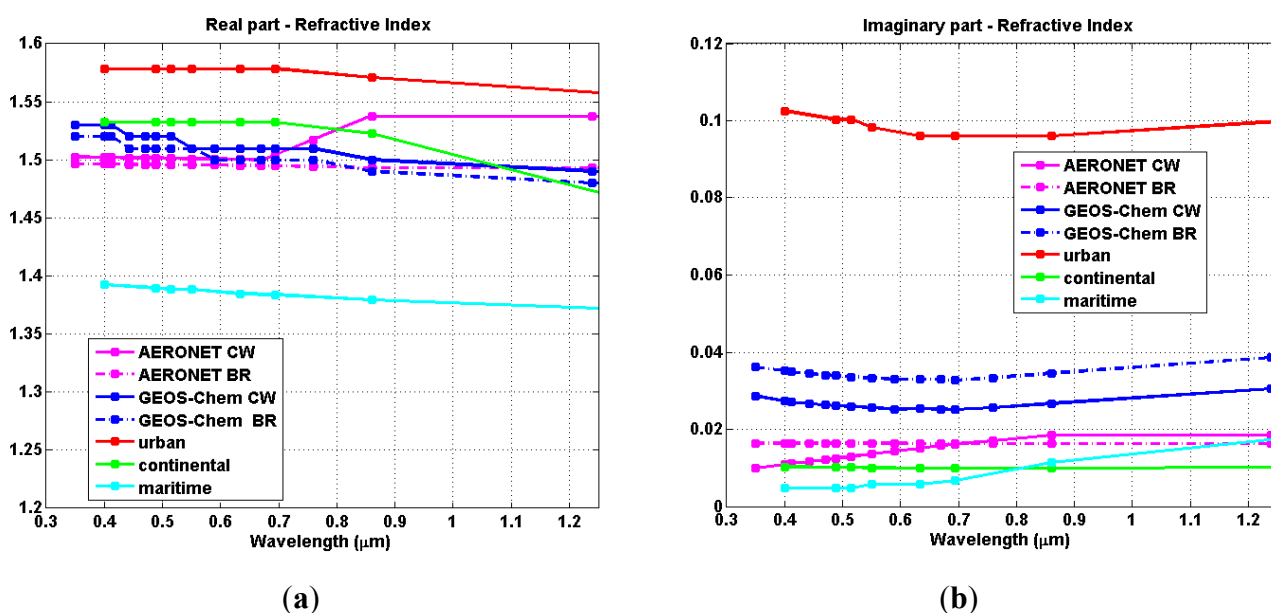 Real part - Refractive Index
1.6
1.55
1.5
1.45
1.4
1.35
1.3
1.25
1.2
AERONET CW
AERONET BR
GEOS-Chem CW
GEOS-Chem BR
urban
continental
maritime
0.3 0.4 0.5 0.6 0.7 0.8 0.9 1 1.1 1.2
Wavelength (μm)
(a)
Imaginary part - Refractive Index
0.12
0.1
0.08
0.06
0.04
0.02
0
AERONET CW
AERONET BR
GEOS-Chem CW
GEOS-Chem BR
urban
continental
maritime
0.3 0.4 0.5 0.6 0.7 0.8 0.9 1 1.1 1.2
Wavelength (μm)
(b)